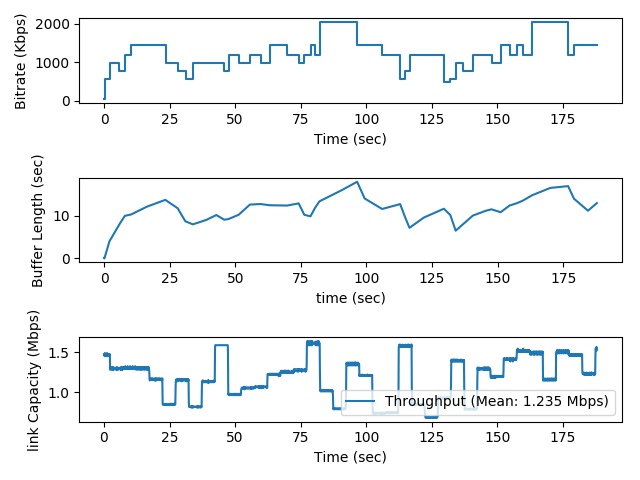 Bitrate (Kbps)
2000
1000
0
0 25 50 75 100 125 150 175
Time (sec)
Buffer Length (sec)
10
0
0 25 50 75 100 125 150 175
time (sec)
link Capacity (Mbps)
1.5
1.0
Throughput (Mean: 1.235 Mbps)
0 25 50 75 100 125 150 175
Time (sec)